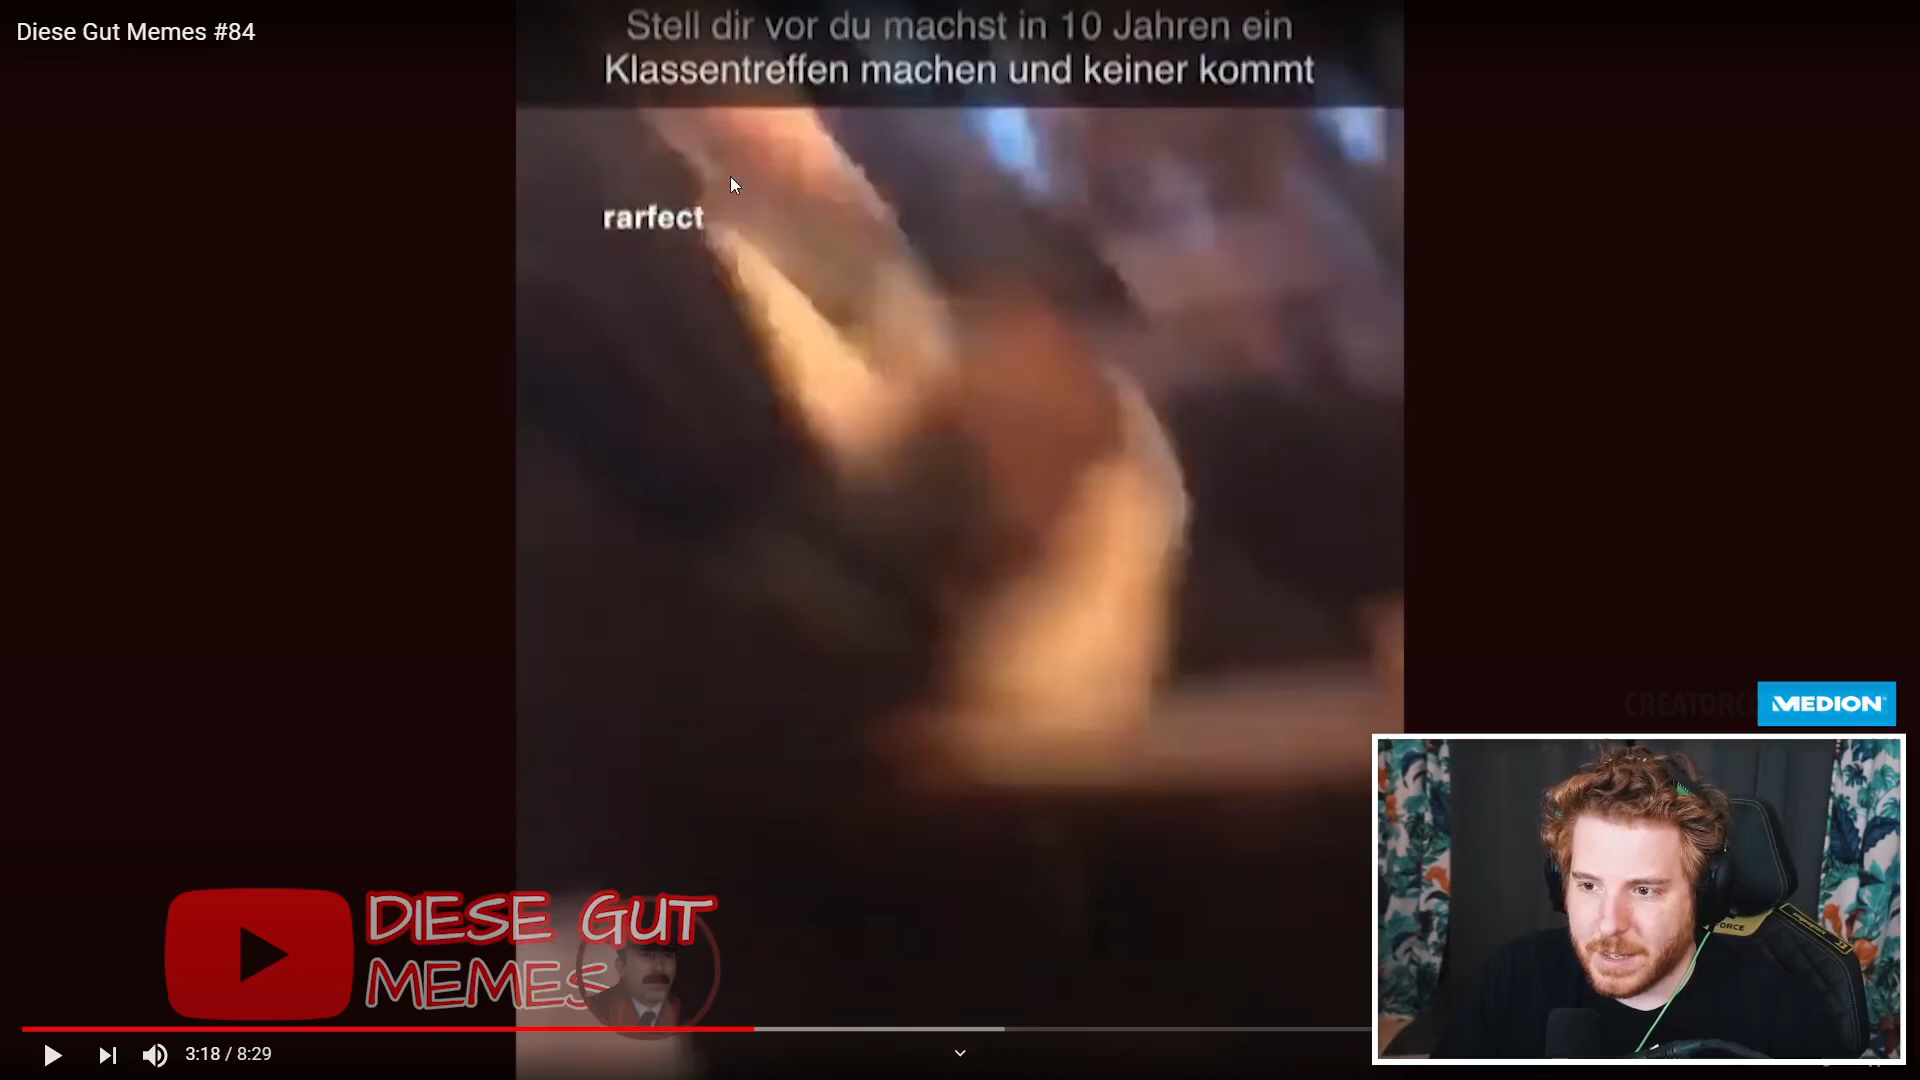 Diese Gut Memes #84
Stell dir vor du machst in 10 Jahren ein
Klassentreffen machen und keiner kommt
rarfect
CREATOR
MEDION
DIESE GUT
MEMES
3:18 / 8:29